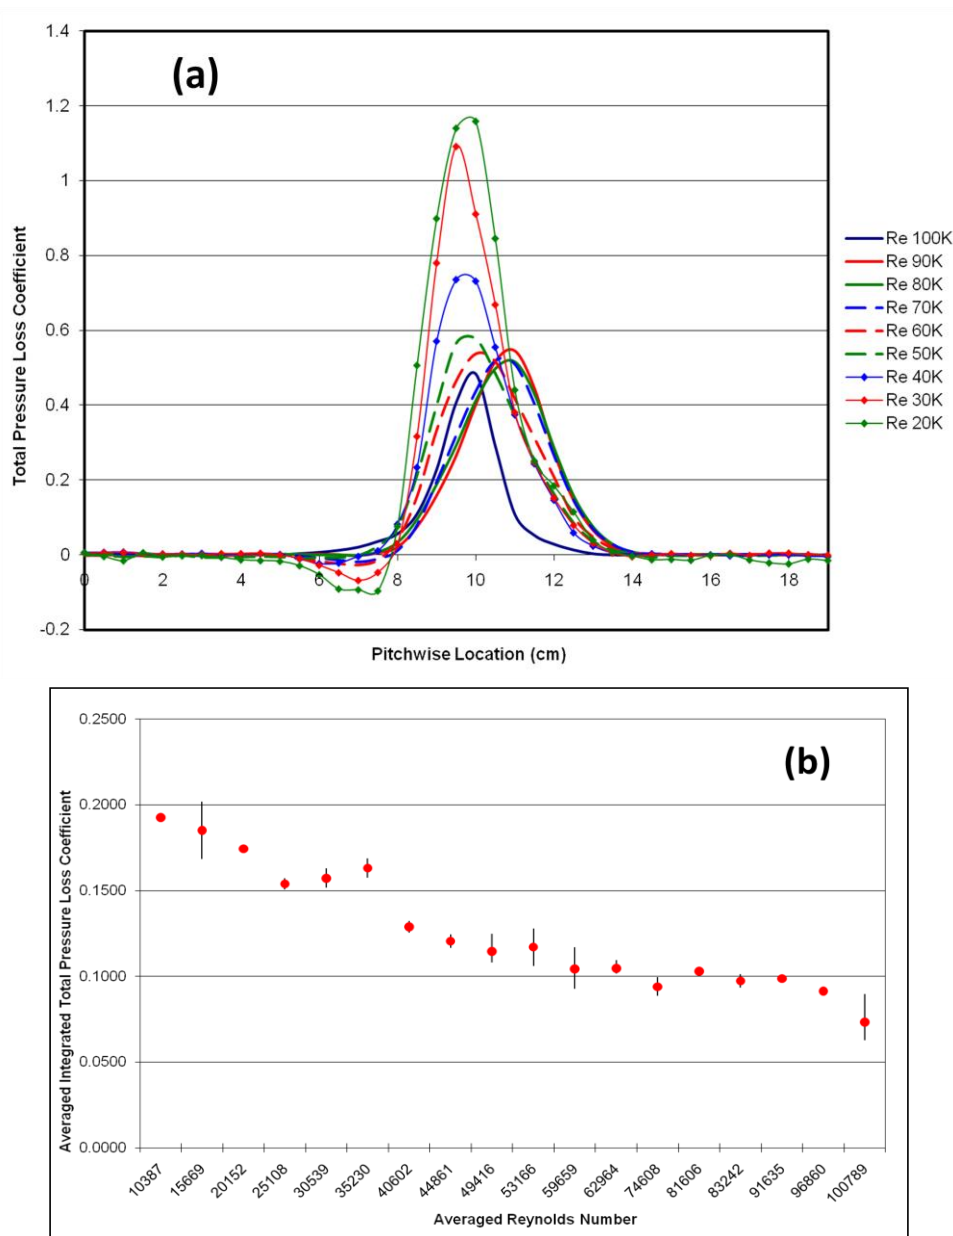 (a)
Total Pressure Loss Coefficient
1.4
1.2
1
0.8
0.6
0.4
0.2
0
-0.2
0 2 4 6 8 10 12 14 16 18
Pitchwise Location (cm)
Re 100K
Re 90K
Re 80K
Re 70K
Re 60K
Re 50K
Re 40K
Re 30K
Re 20K
(b)
Averaged Integrated Total Pressure Loss Coefficient
0.2500
0.2000
0.1500
0.1000
0.0500
0.0000
10387 15669 20152 25108 30539 35230 40602 44861 49416 53166 59659 62964 74608 81606 83242 91635 96860 100789
Averaged Reynolds Number